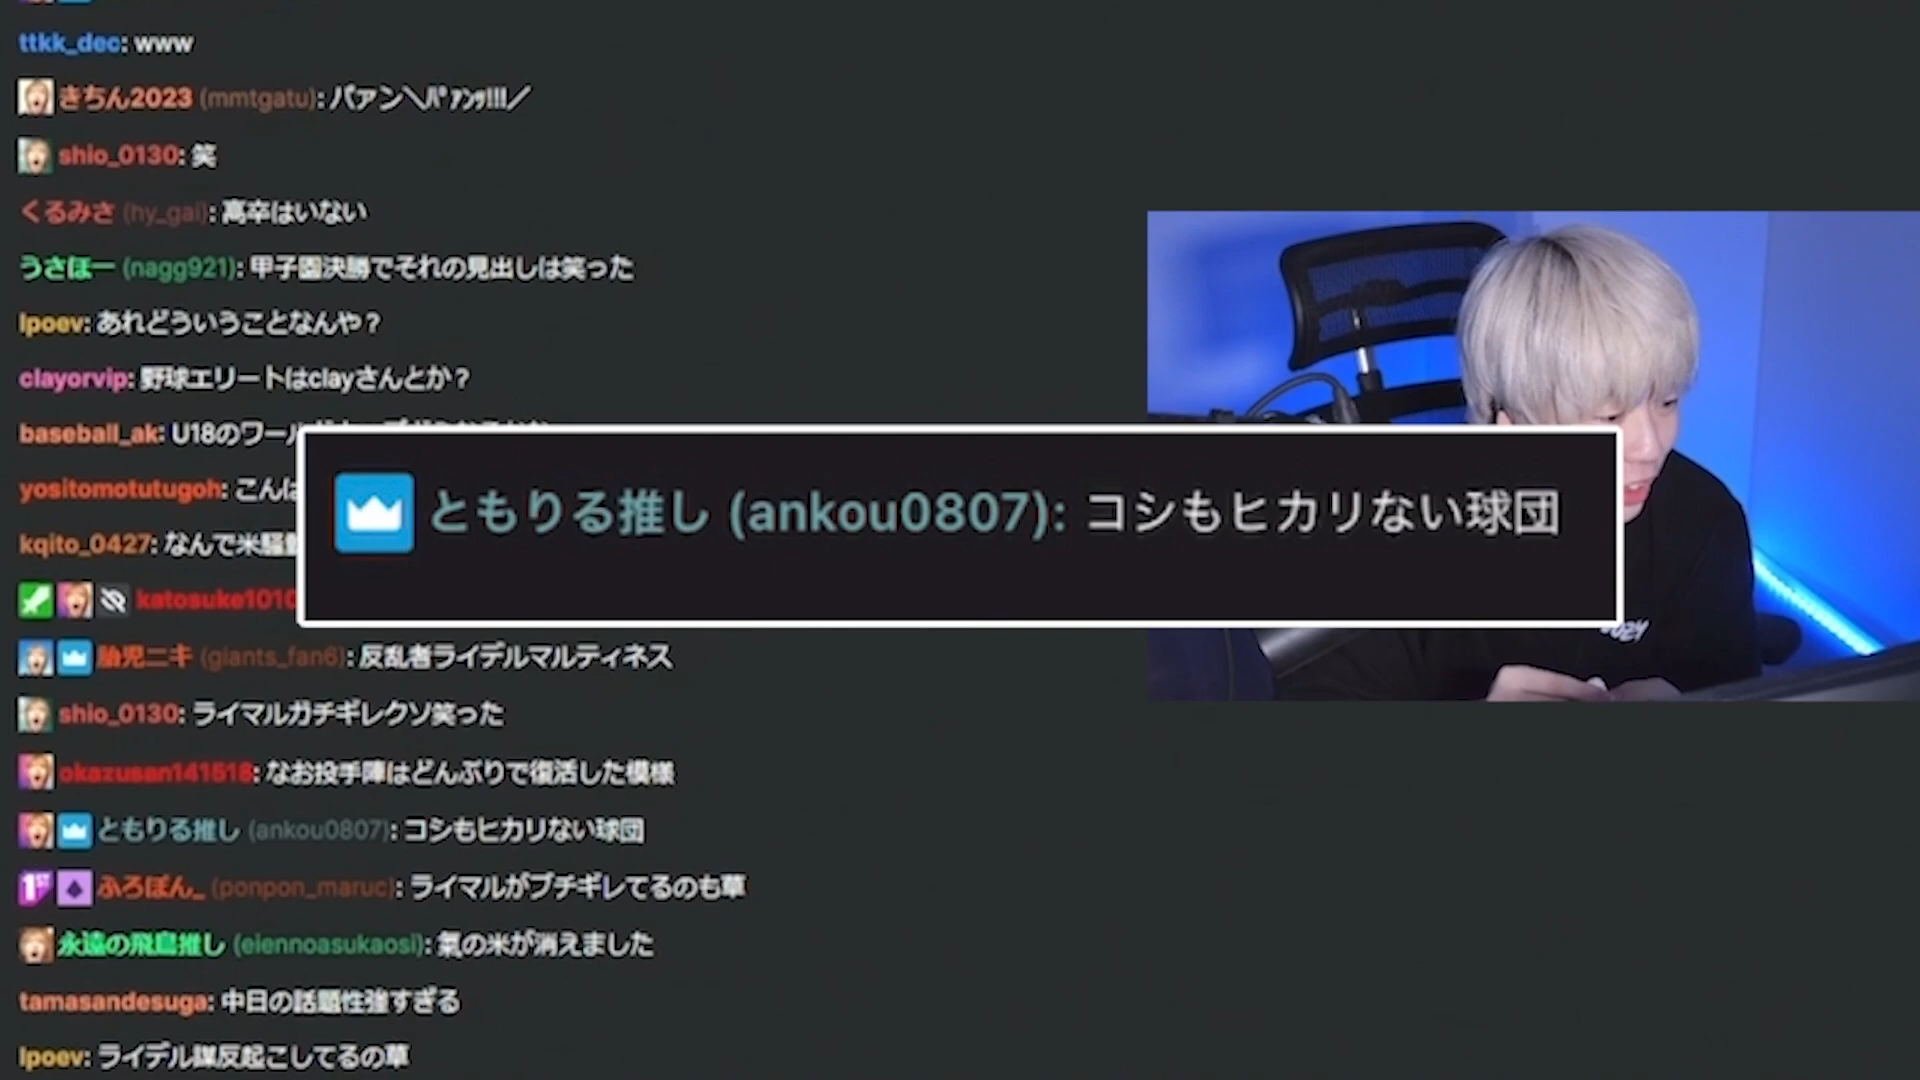 ttkk_dec: www
きちん2023 (mmtgatu): パァン＼ﾊﾟｧﾝｯ!!!／
shio_0130: 笑
くるみさ (hy_gai): 高卒はいない
うさほー (nagg921): 甲子園決勝でそれの見出しは笑った
lpoev: あれどういうことなんや？
clayorvip: 野球エリートはclayさんとか？
baseball_ak: U18のワール
yositomotutugoh: こんは
kqito_0427: なんで米騒
katosuke1010
ともりる推し (ankou0807): コシもヒカリない球団
胎児ニキ (giants_fan6): 反乱者ライデルマルティネス
shio_0130: ライマルガチギレクソ笑った
okazusan141518: なお投手陣はどんぶりで復活した模様
ともりる推し (ankou0807): コシもヒカリない球団
1ST ふろぽん_ (ponpon_maruc): ライマルがブチギレてるのも草
永遠の飛鳥推し (eiennoasukaosi): 氣の米が消えました
tamasandesuga: 中日の話題性強すぎる
lpoev: ライデル謀反起こしてるの草